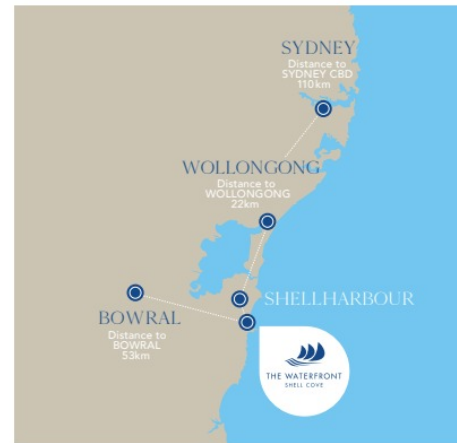 SYDNEY
Distance to
SYDNEY CBD
110km
WOLLONGONG
Distance to
WOLLONGONG
22km
SHELLHARBOUR
BOWRAL
Distance to
BOWRAL
53km
THE WATERFRONT
SHELL COVE